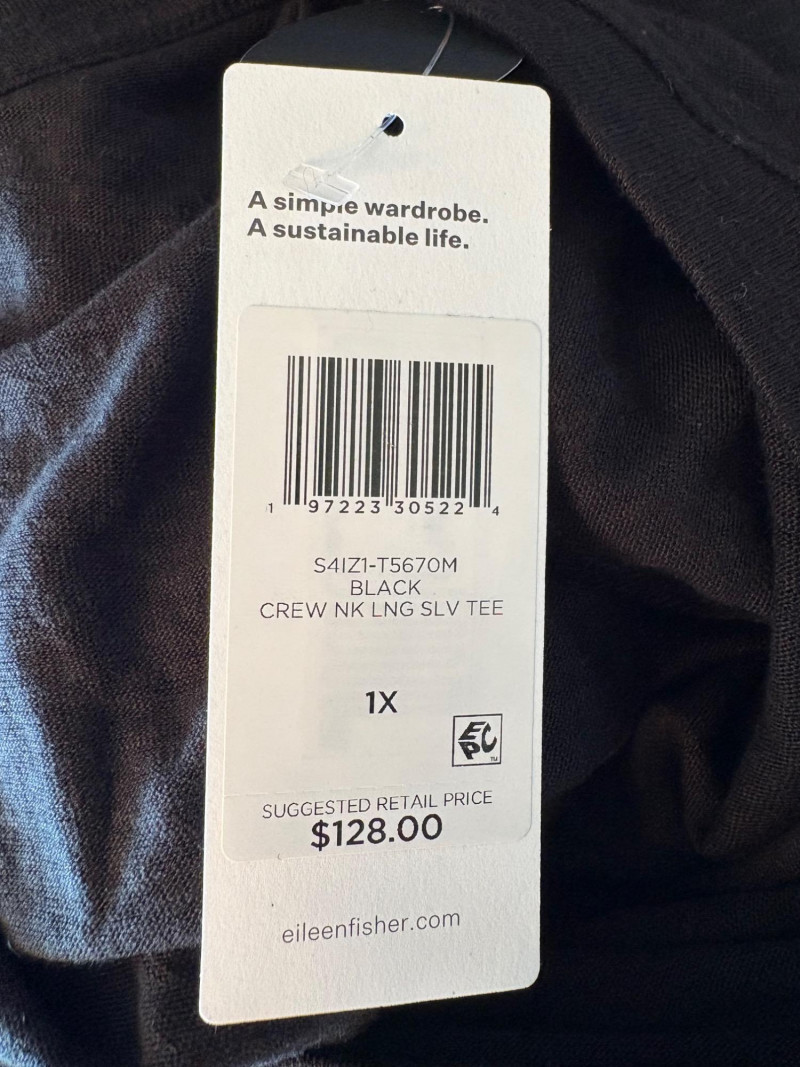 A simple wardrobe.
A sustainable life.
1 97223 30522 4
S4IZ1-T5670M
BLACK
CREW NK LNG SLV TEE
1X
EPC
TM
SUGGESTED RETAIL PRICE
$128.00
eileenfisher.com